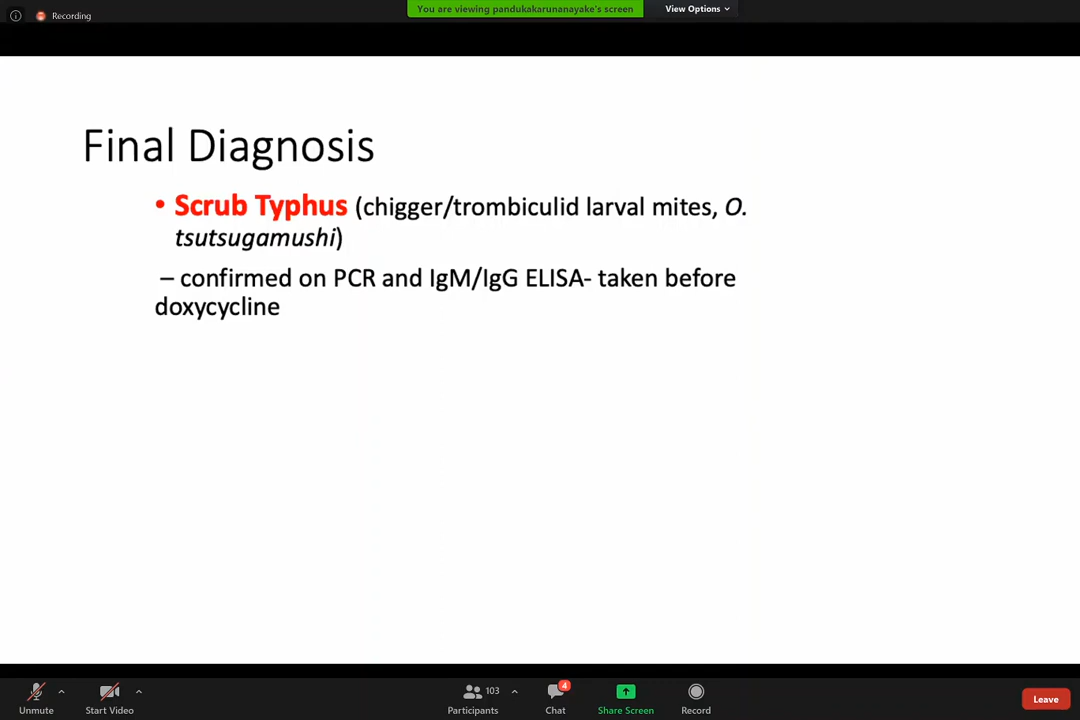 Recording
You are viewing pandukakarunanayake's screen
View Options
Final Diagnosis
• Scrub Typhus (chigger/trombiculid larval mites, O.
tsutsugamushi)
– confirmed on PCR and IgM/IgG ELISA- taken before
doxycycline
Unmute
Start Video
103
Participants
4
Chat
Share Screen
Record
Leave